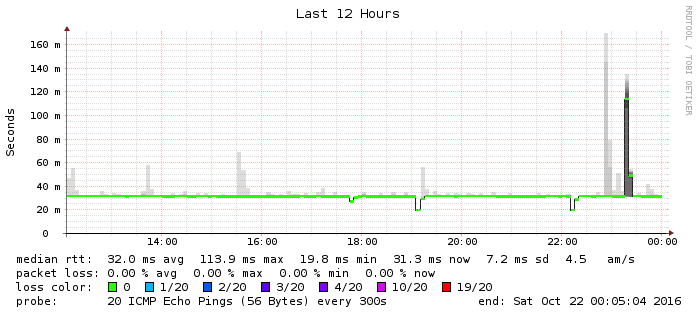 Last 12 Hours
RRDTOOL / TOBI OETIKER
Seconds
160 m
140 m
120 m
100 m
80 m
60 m
40 m
20 m
0
14:00 16:00 18:00 20:00 22:00 00:00
median rtt: 32.0 ms avg 113.9 ms max 19.8 ms min 31.3 ms now 7.2 ms sd 4.5 am/s
packet loss: 0.00 % avg 0.00 % max 0.00 % min 0.00 % now
loss color: 0 1/20 2/20 3/20 4/20 10/20 19/20
probe: 20 ICMP Echo Pings (56 Bytes) every 300s end: Sat Oct 22 00:05:04 2016